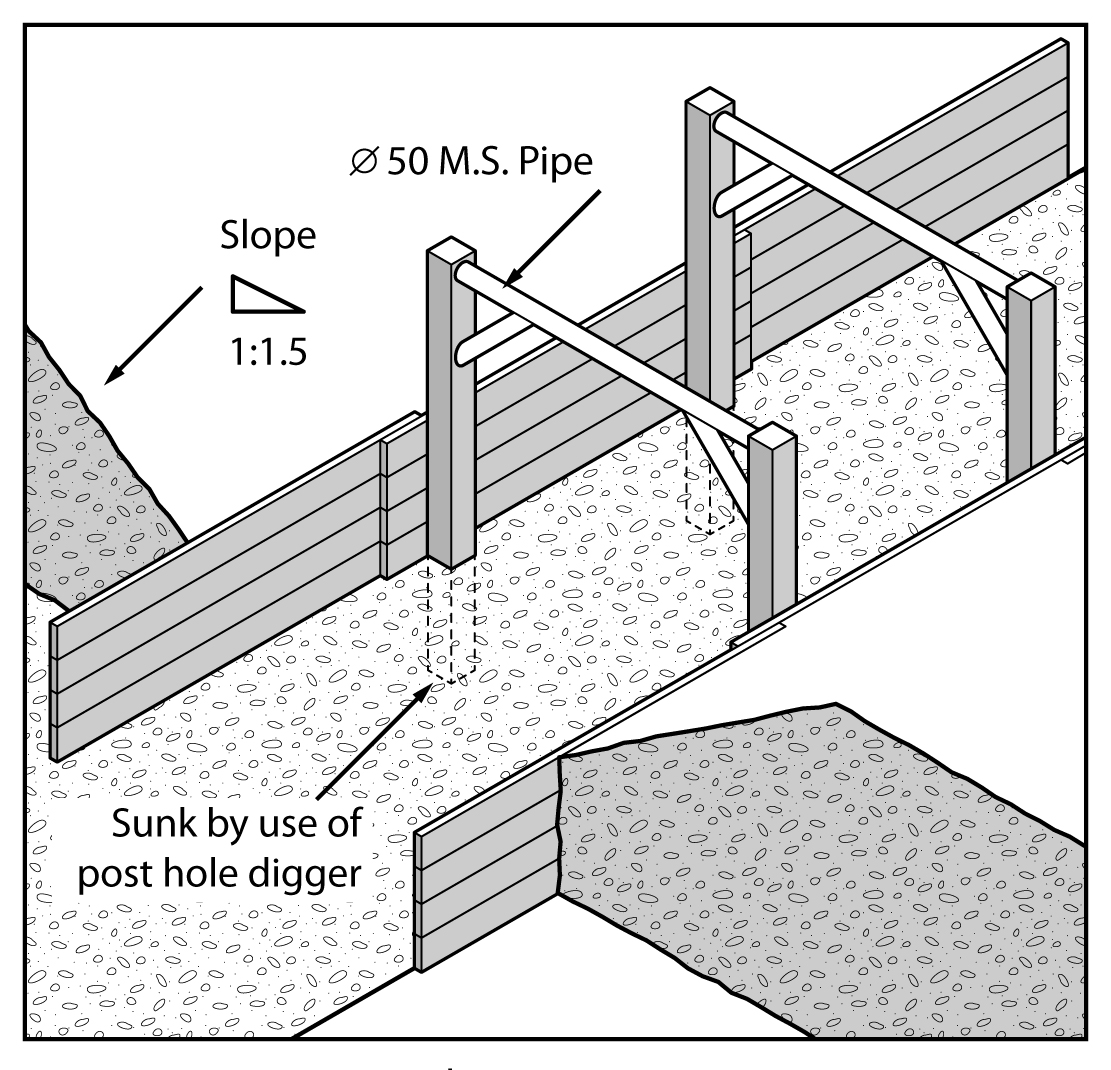 ∅ 50 M.S. Pipe
Slope
1:1.5
Sunk by use of
post hole digger